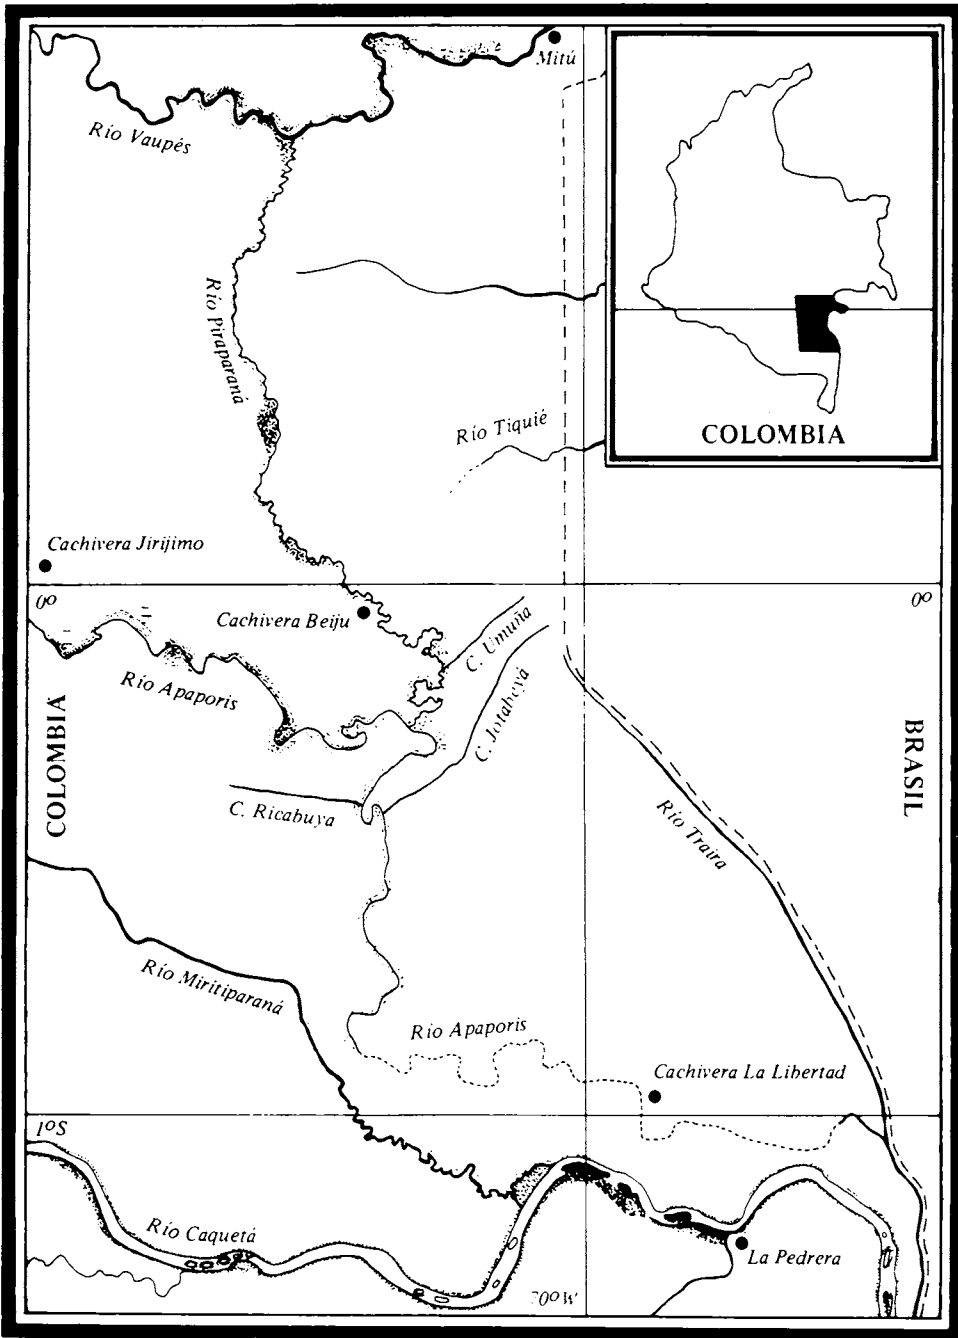 Mitú
Río Vaupés
Río Piraparaná
Río Tiquié
COLOMBIA
Cachivera Jirijimo
0º
0º
Cachivera Beiju
C. Umuña
Río Apaporis
C. Jotabeyá
COLOMBIA
BRASIL
C. Ricabuya
Río Traira
Río Miritiparaná
Río Apaporis
Cachivera La Libertad
1ºS
Río Caquetá
La Pedrera
70ºW